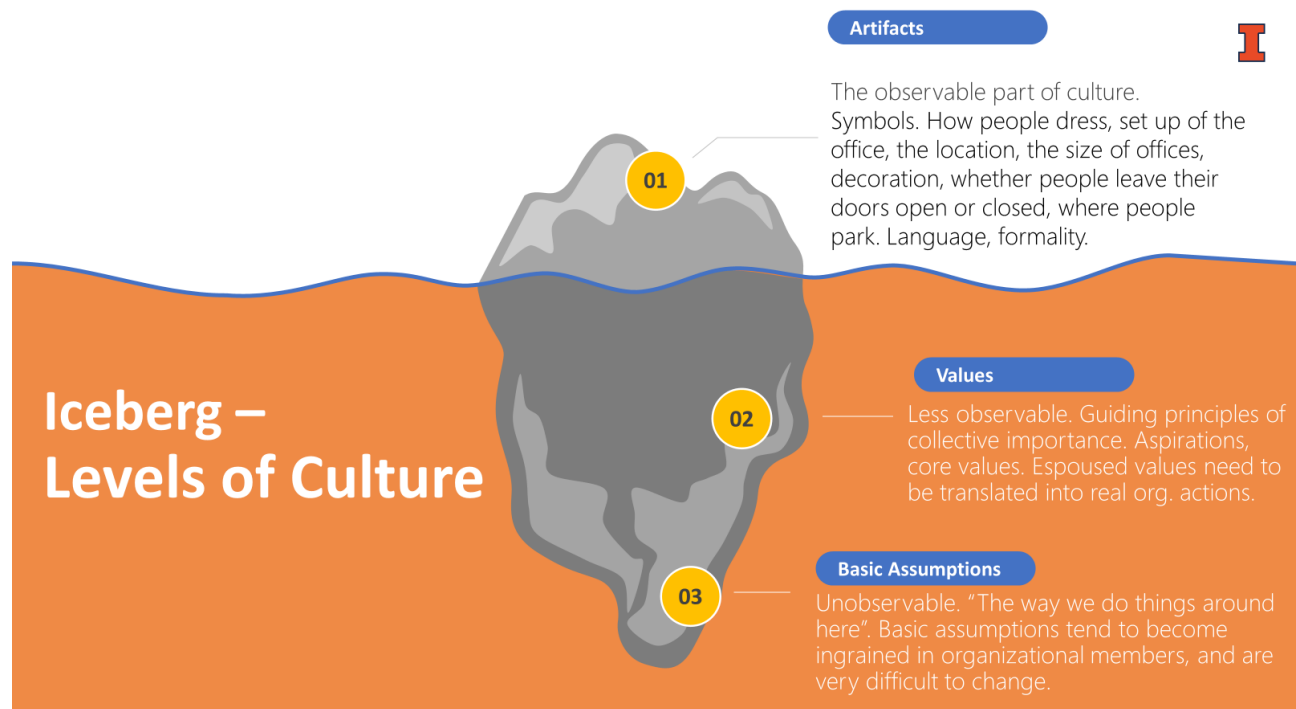 Artifacts
I
The observable part of culture.
Symbols. How people dress, set up of the
office, the location, the size of offices,
decoration, whether people leave their
doors open or closed, where people
park. Language, formality.
01
Iceberg –
Levels of Culture
Values
02
Less observable. Guiding principles of
collective importance. Aspirations,
core values. Espoused values need to
be translated into real org. actions.
Basic Assumptions
03
Unobservable. “The way we do things around
here”. Basic assumptions tend to become
ingrained in organizational members, and are
very difficult to change.